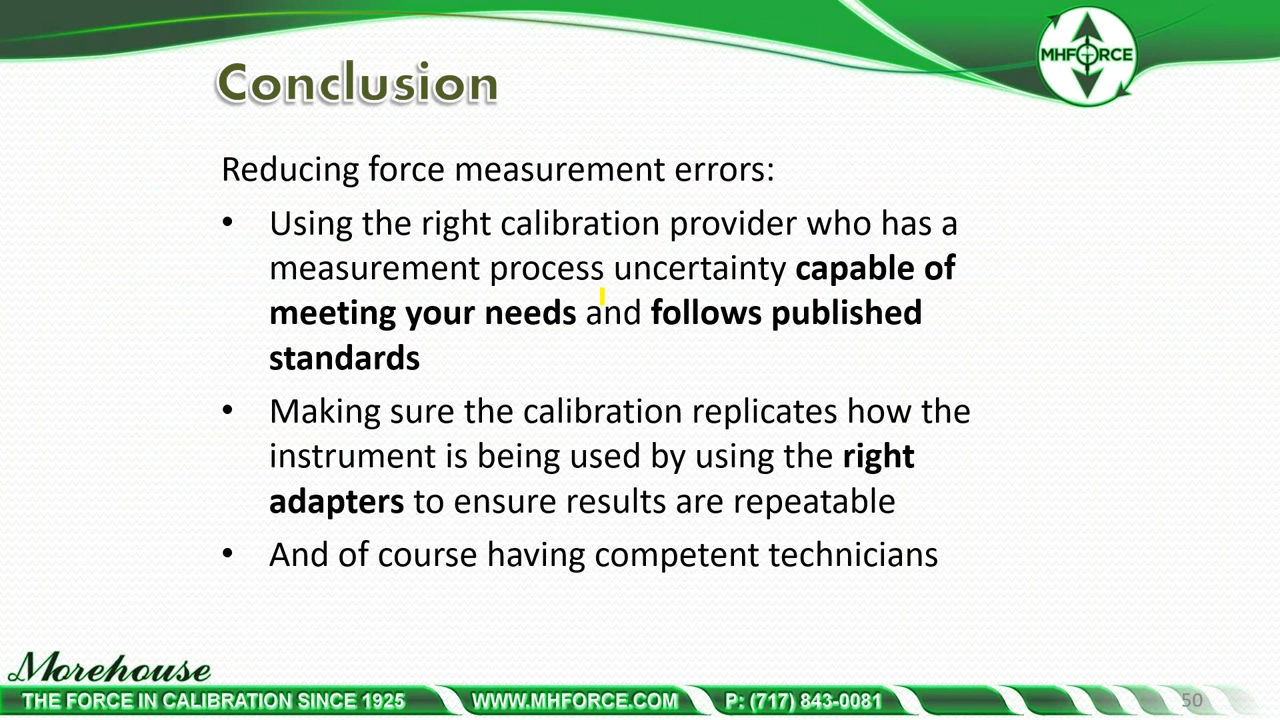 MHFORCE
Conclusion
Reducing force measurement errors:
• Using the right calibration provider who has a
measurement process uncertainty capable of
meeting your needs and follows published
standards
• Making sure the calibration replicates how the
instrument is being used by using the right
adapters to ensure results are repeatable
• And of course having competent technicians
Morehouse
THE FORCE IN CALIBRATION SINCE 1925 WWW.MHFORCE.COM P: (717) 843-0081 50